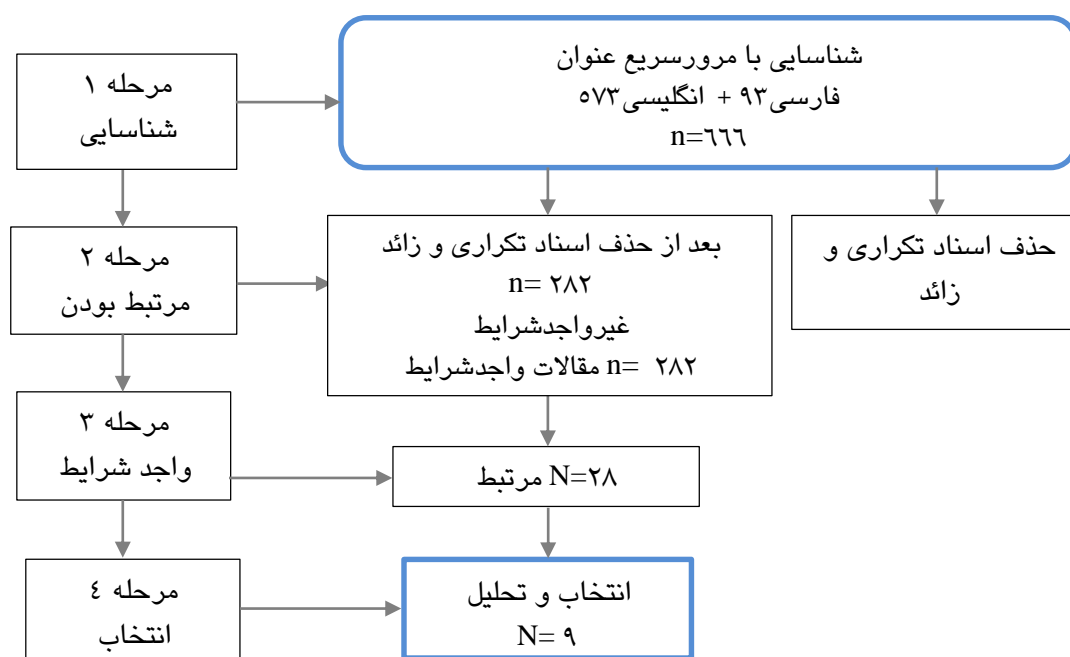 مرحله ۱
شناسایی
شناسایی با مرورسریع عنوان
فارسی۹۳ + انگلیسی۵۷۳
n=٦٦٦
مرحله ۲
مرتبط بودن
بعد از حذف اسناد تکراری و زائد
n= ۲۸۲
غیرواجدشرایط
مقالات واجدشرایط n= ۲۸۲
حذف اسناد تکراری و
زائد
مرحله ۳
واجد شرایط
N=۲۸ مرتبط
مرحله ٤
انتخاب
انتخاب و تحلیل
N= ۹